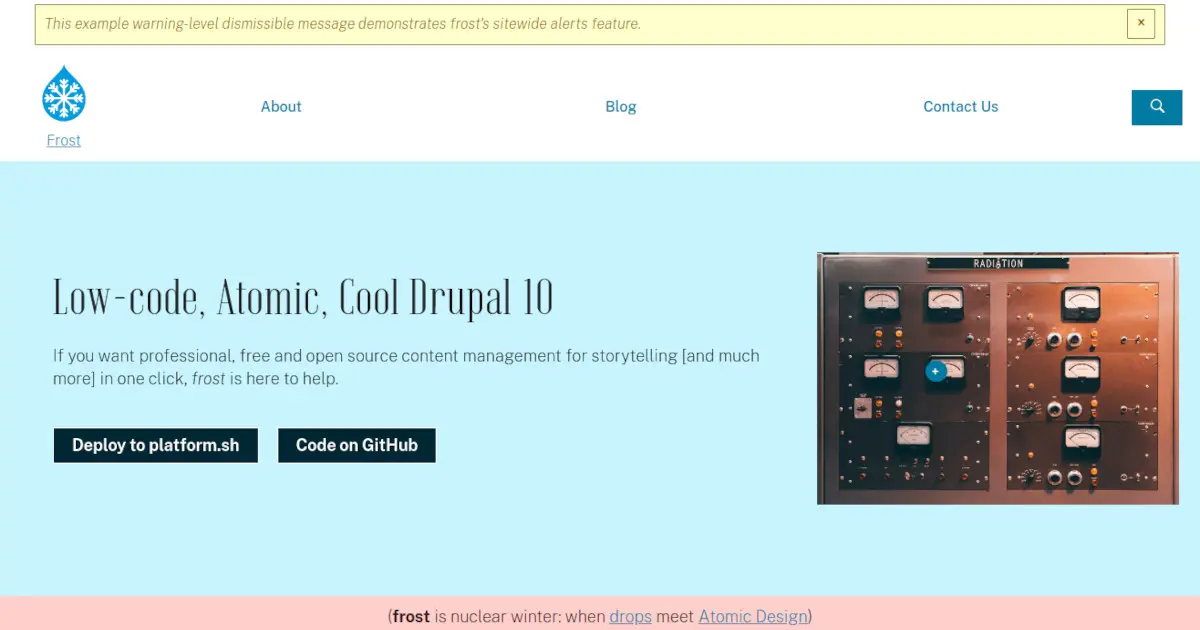 This example warning-level dismissible message demonstrates frost's sitewide alerts feature.
×
Frost
About
Blog
Contact Us
Low-code, Atomic, Cool Drupal 10
If you want professional, free and open source content management for storytelling [and much
more] in one click, frost is here to help.
Deploy to platform.sh
Code on GitHub
RADIATION
(frost is nuclear winter: when drops meet Atomic Design)